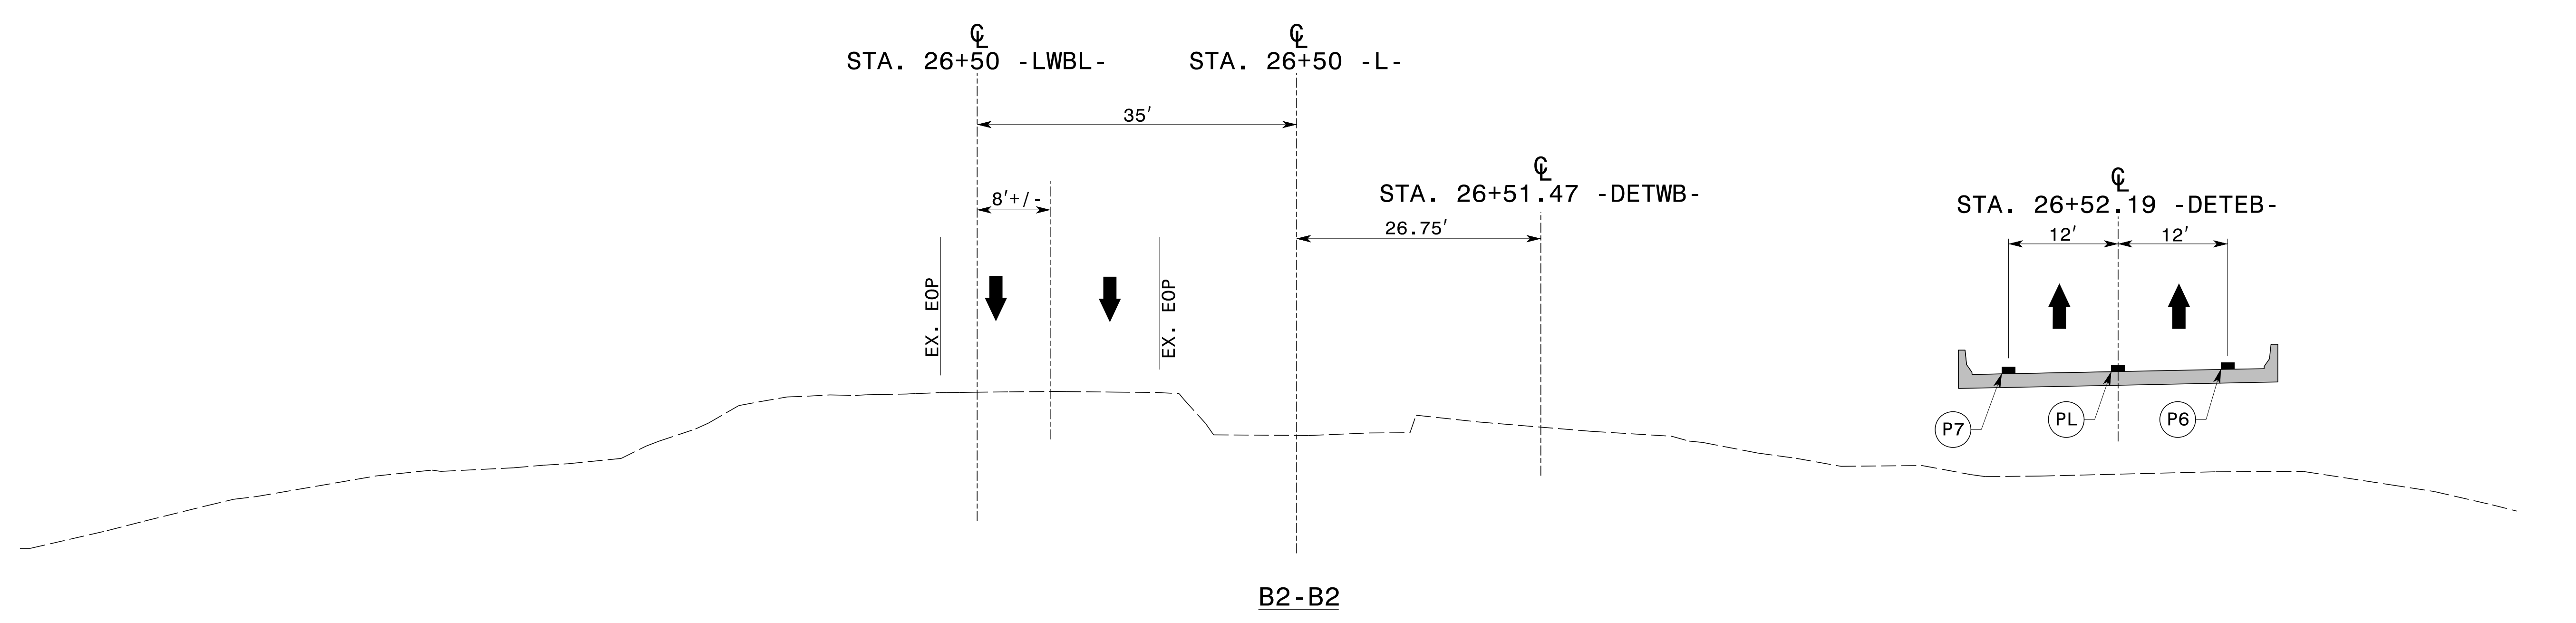 ℄ ℄
STA. 26+50 -LWBL- STA. 26+50 -L-
35'
℄
STA. 26+51.47 -DETWB-
℄
STA. 26+52.19 -DETEB-
8'+/-
26.75'
12' 12'
EX. EOP
EX. EOP
P7
PL
P6
B2-B2